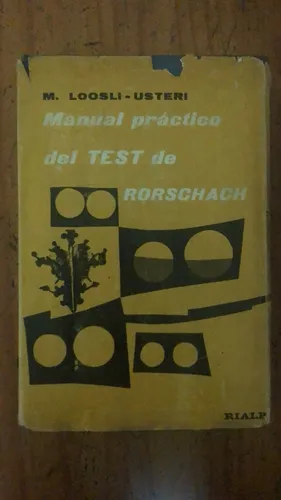 M. LOOSLI-USTERI
Manual práctico
del TEST de
RORSCHACH
RIALP